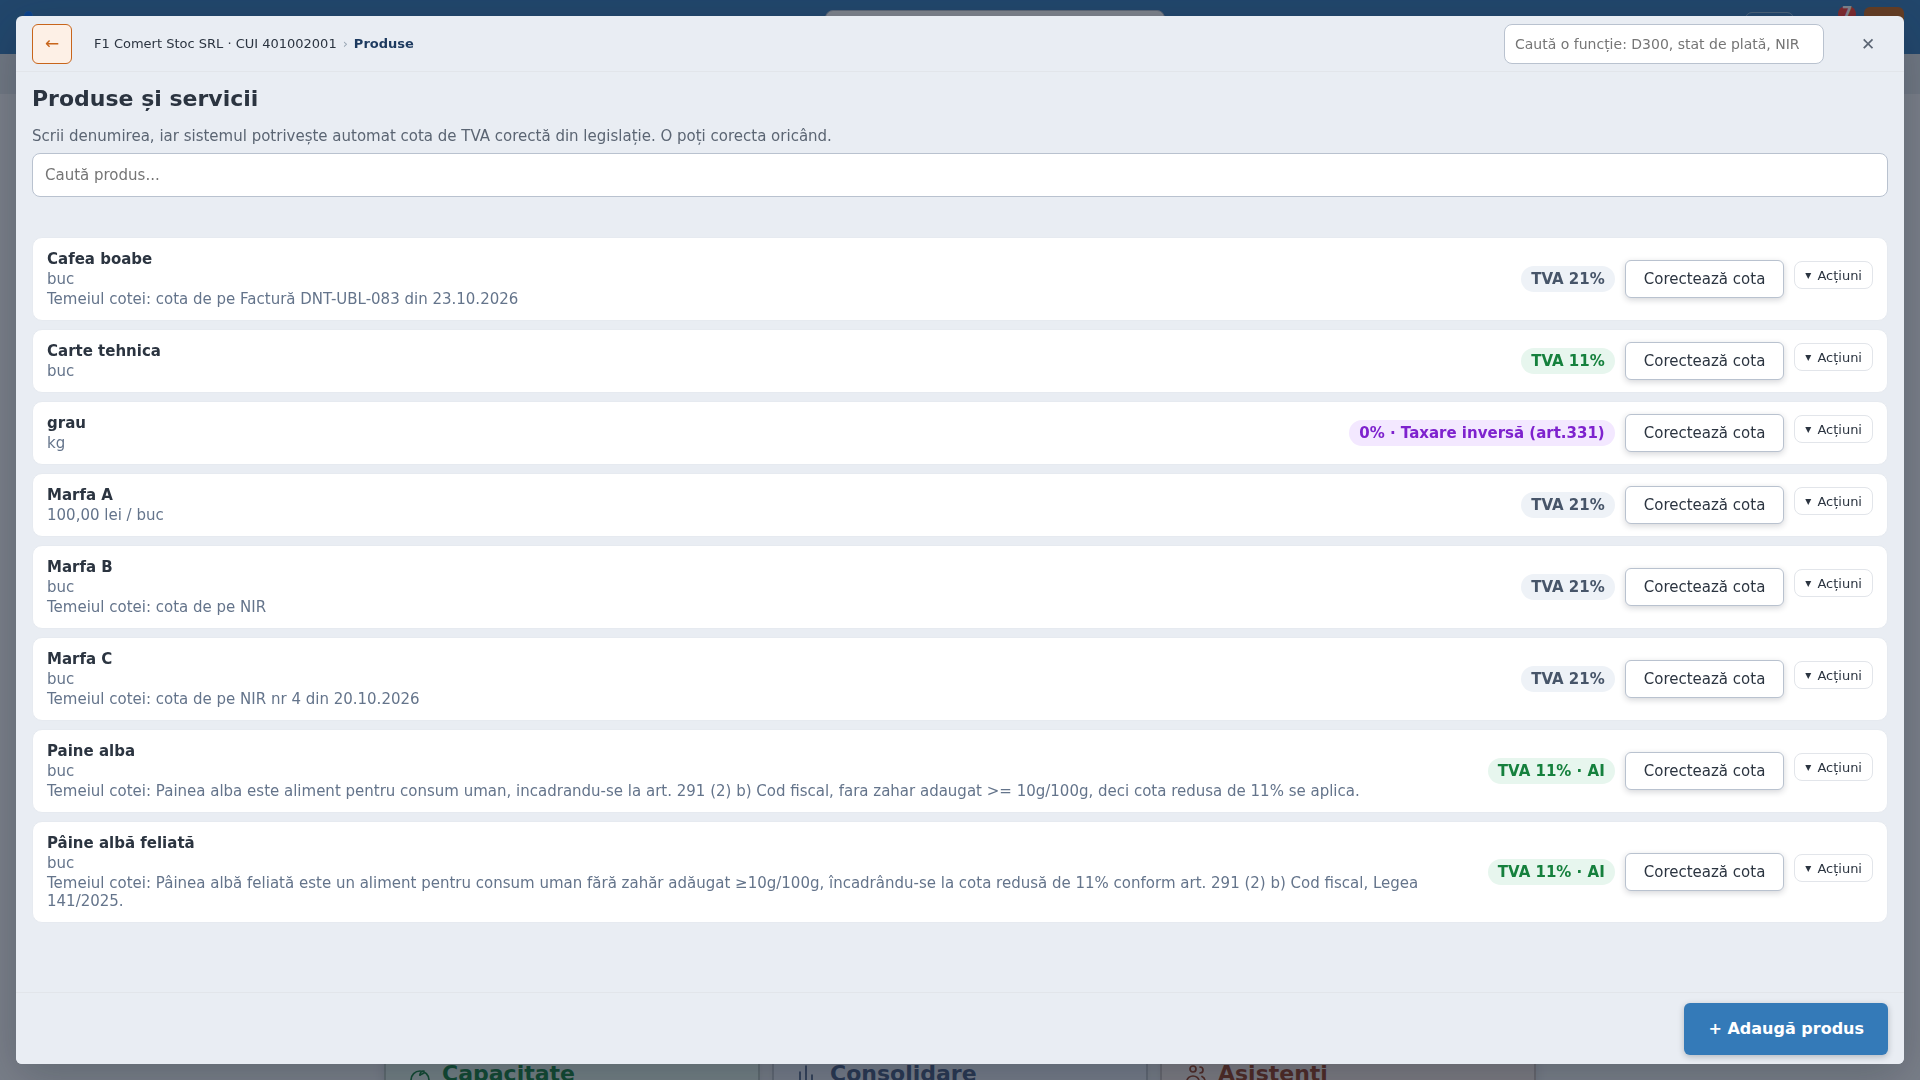 7
← F1 Comert Stoc SRL · CUI 401002001 › Produse Caută o funcție: D300, stat de plată, NIR ✕
Produse și servicii
Scrii denumirea, iar sistemul potrivește automat cota de TVA corectă din legislație. O poți corecta oricând.
Caută produs...
Cafea boabe
buc
Temeiul cotei: cota de pe Factură DNT-UBL-083 din 23.10.2026
TVA 21% Corectează cota ▾ Acțiuni
Carte tehnica
buc
TVA 11% Corectează cota ▾ Acțiuni
grau
kg
0% · Taxare inversă (art.331) Corectează cota ▾ Acțiuni
Marfa A
100,00 lei / buc
TVA 21% Corectează cota ▾ Acțiuni
Marfa B
buc
Temeiul cotei: cota de pe NIR
TVA 21% Corectează cota ▾ Acțiuni
Marfa C
buc
Temeiul cotei: cota de pe NIR nr 4 din 20.10.2026
TVA 21% Corectează cota ▾ Acțiuni
Paine alba
buc
Temeiul cotei: Painea alba este aliment pentru consum uman, incadrandu-se la art. 291 (2) b) Cod fiscal, fara zahar adaugat >= 10g/100g, deci cota redusa de 11% se aplica.
TVA 11% · AI Corectează cota ▾ Acțiuni
Pâine albă feliată
buc
Temeiul cotei: Pâinea albă feliată este un aliment pentru consum uman fără zahăr adăugat ≥10g/100g, încadrându-se la cota redusă de 11% conform art. 291 (2) b) Cod fiscal, Legea
141/2025.
TVA 11% · AI Corectează cota ▾ Acțiuni
+ Adaugă produs
Capacitate Consolidare Asistenți